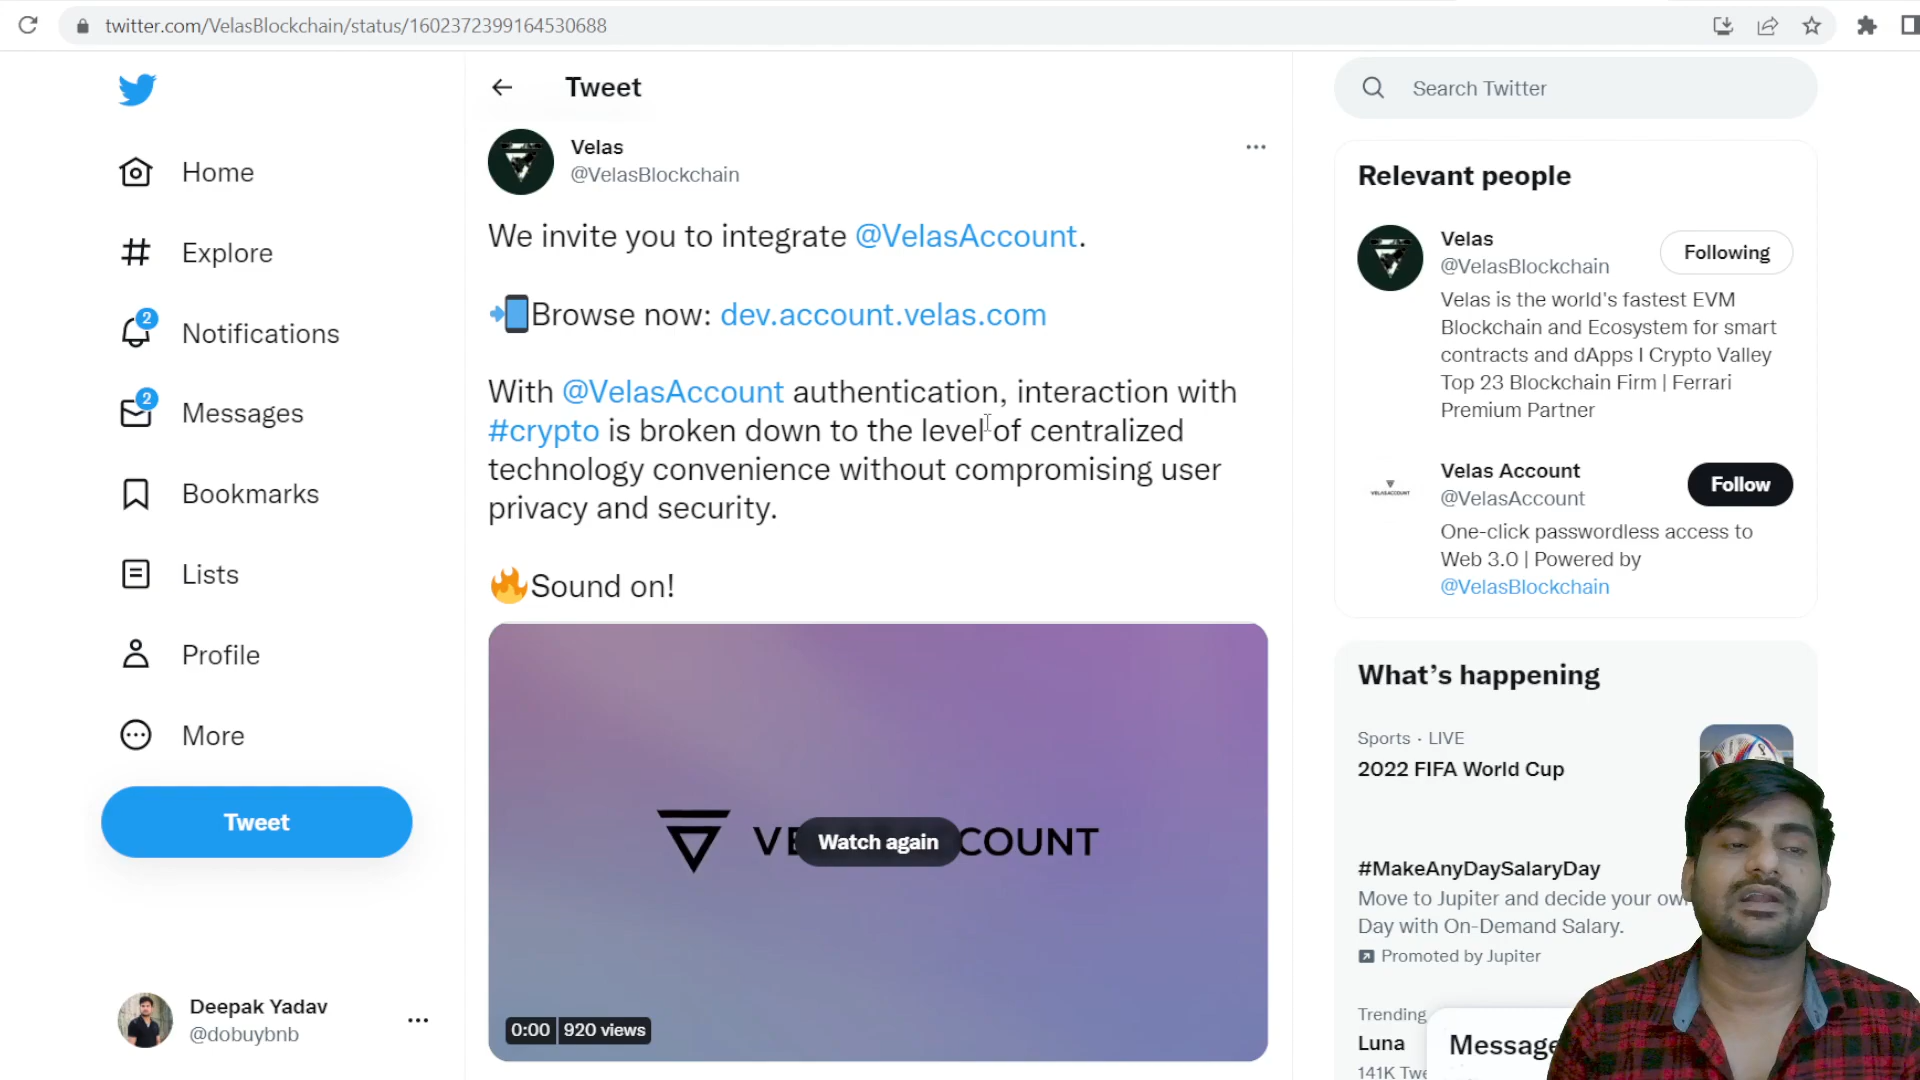 twitter.com/VelasBlockchain/status/1602372399164530688
Home
Explore
2
Notifications
2
Messages
Bookmarks
Lists
Profile
More
Tweet
Deepak Yadav
@dobuybnb
Tweet
Velas
@VelasBlockchain
We invite you to integrate @VelasAccount.
Browse now: dev.account.velas.com
With @VelasAccount authentication, interaction with
#crypto is broken down to the level of centralized
technology convenience without compromising user
privacy and security.
Sound on!
Watch again
COUNT
0:00 920 views
Search Twitter
Relevant people
Velas
@VelasBlockchain
Following
Velas is the world's fastest EVM
Blockchain and Ecosystem for smart
contracts and dApps I Crypto Valley
Top 23 Blockchain Firm | Ferrari
Premium Partner
VELASACCOUNT
Velas Account
@VelasAccount
Follow
One-click passwordless access to
Web 3.0 | Powered by
@VelasBlockchain
What's happening
Sports · LIVE
2022 FIFA World Cup
#MakeAnyDaySalaryDay
Move to Jupiter and decide your own
Day with On-Demand Salary.
Promoted by Jupiter
Trending
Luna
141K Twe
Message